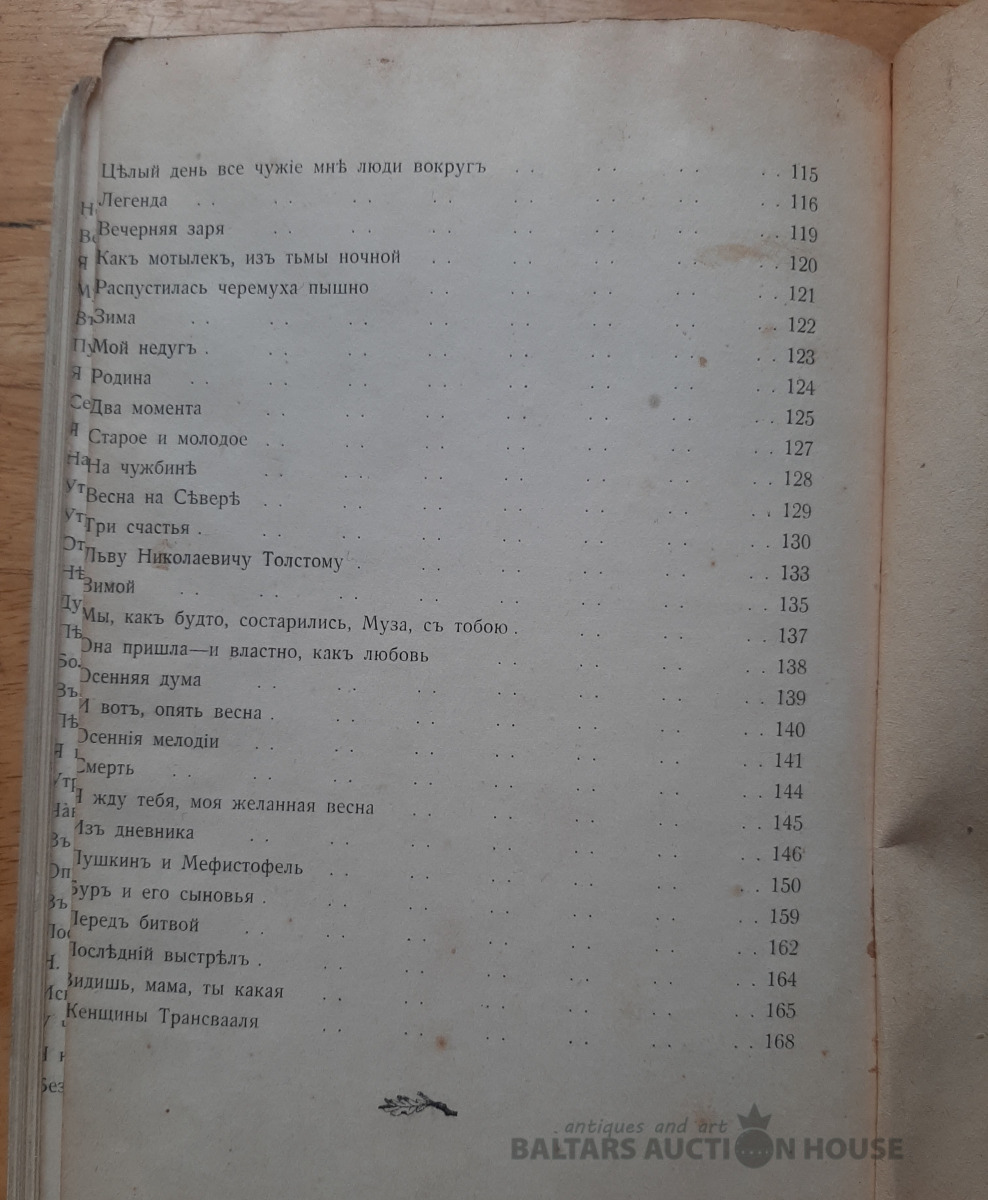 Цѣлый день все чужіе мнѣ люди вокругъ . . . . . . . . 115
Легенда . . . . . . . . . . . . . . . . 116
Вечерняя заря . . . . . . . . . . . . . . 119
Какъ мотылекъ, изъ тьмы ночной . . . . . . . . . . 120
Распустилась черемуха пышно . . . . . . . . . . 121
Зима . . . . . . . . . . . . . . . . 122
Мой недугъ . . . . . . . . . . . . . . . 123
Родина . . . . . . . . . . . . . . . . 124
Два момента . . . . . . . . . . . . . . 125
Старое и молодое . . . . . . . . . . . . . . 127
На чужбинѣ . . . . . . . . . . . . . . 128
Весна на Сѣверѣ . . . . . . . . . . . . . . 129
Три счастья . . . . . . . . . . . . . . . 130
Льву Николаевичу Толстому . . . . . . . . . . . 133
Зимой . . . . . . . . . . . . . . . . 135
Мы, какъ будто, состарились, Муза, съ тобою . . . . . . . 137
Она пришла—и властно, какъ любовь . . . . . . . . 138
Осенняя дума . . . . . . . . . . . . . . 139
И вотъ, опять весна . . . . . . . . . . . . . 140
Осеннія мелодіи . . . . . . . . . . . . . . 141
Смерть . . . . . . . . . . . . . . . . 144
Я жду тебя, моя желанная весна . . . . . . . . . . 145
Изъ дневника . . . . . . . . . . . . . . 146
Пушкинъ и Мефистофель . . . . . . . . . . . . 150
Буръ и его сыновья . . . . . . . . . . . . . 159
Передъ битвой . . . . . . . . . . . . . . 162
Послѣдній выстрѣлъ . . . . . . . . . . . . . 164
Видишь, мама, ты какая . . . . . . . . . . . . 165
Женщины Трансвааля . . . . . . . . . . . . 168
antiques and art
BALTARS AUCTION HOUSE